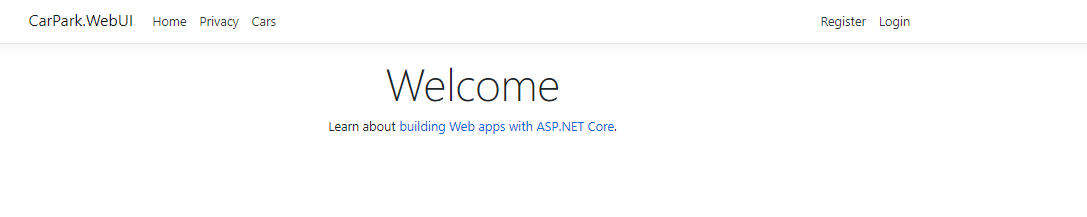 CarPark.WebUI Home Privacy Cars Register Login
Welcome
Learn about building Web apps with ASP.NET Core.